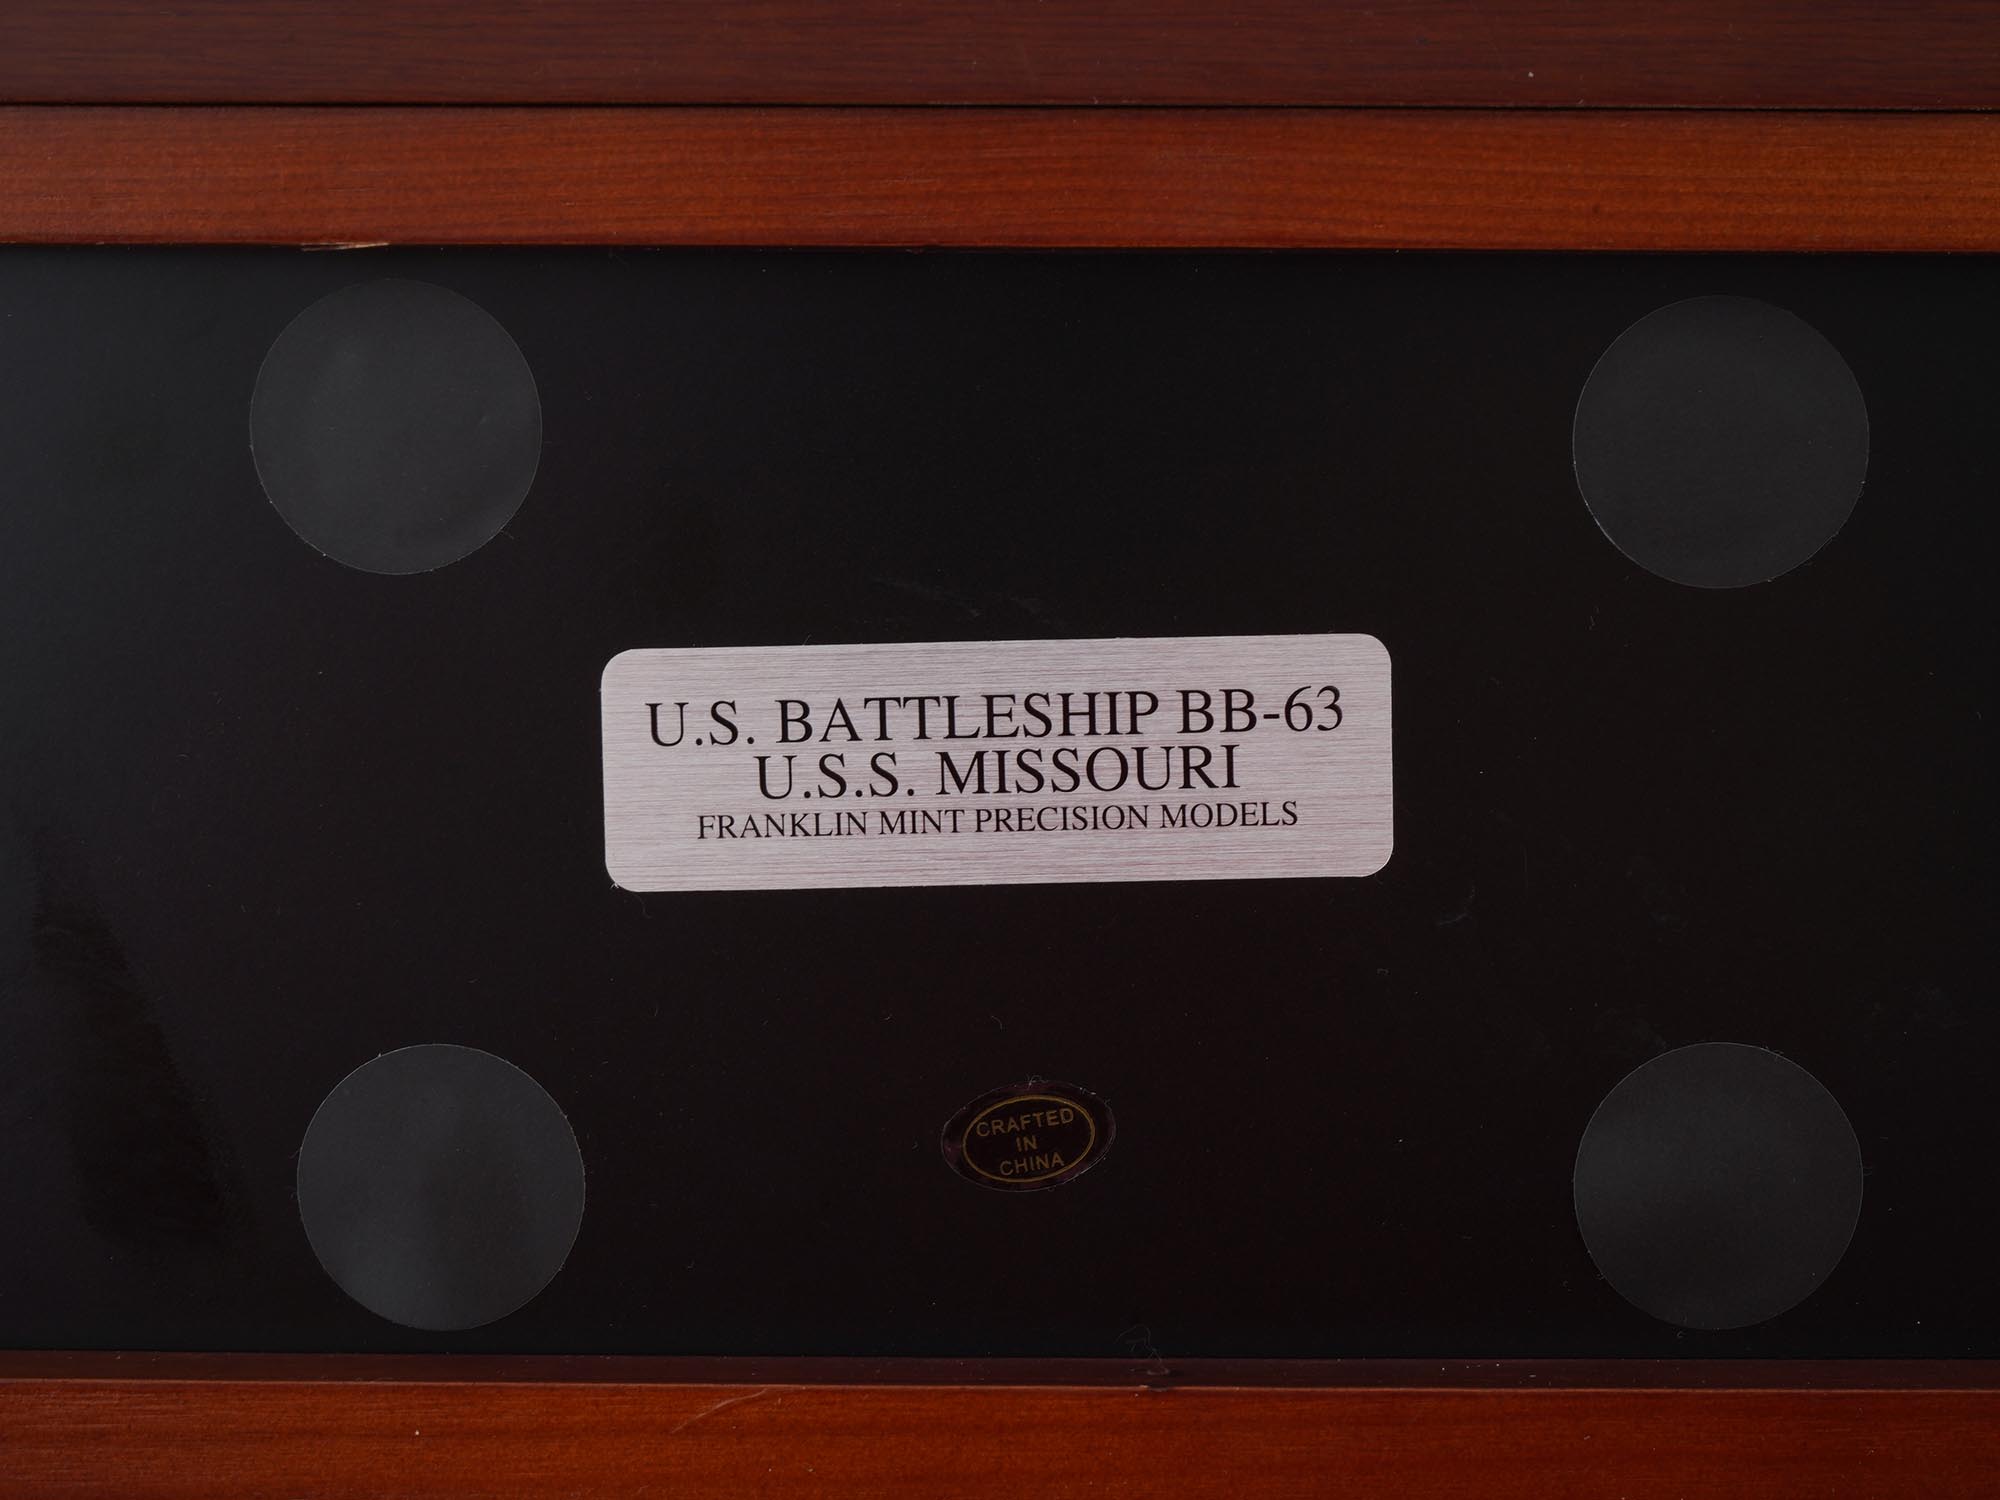 U.S. BATTLESHIP BB-63
U.S.S. MISSOURI
FRANKLIN MINT PRECISION MODELS
CRAFTED
IN
CHINA